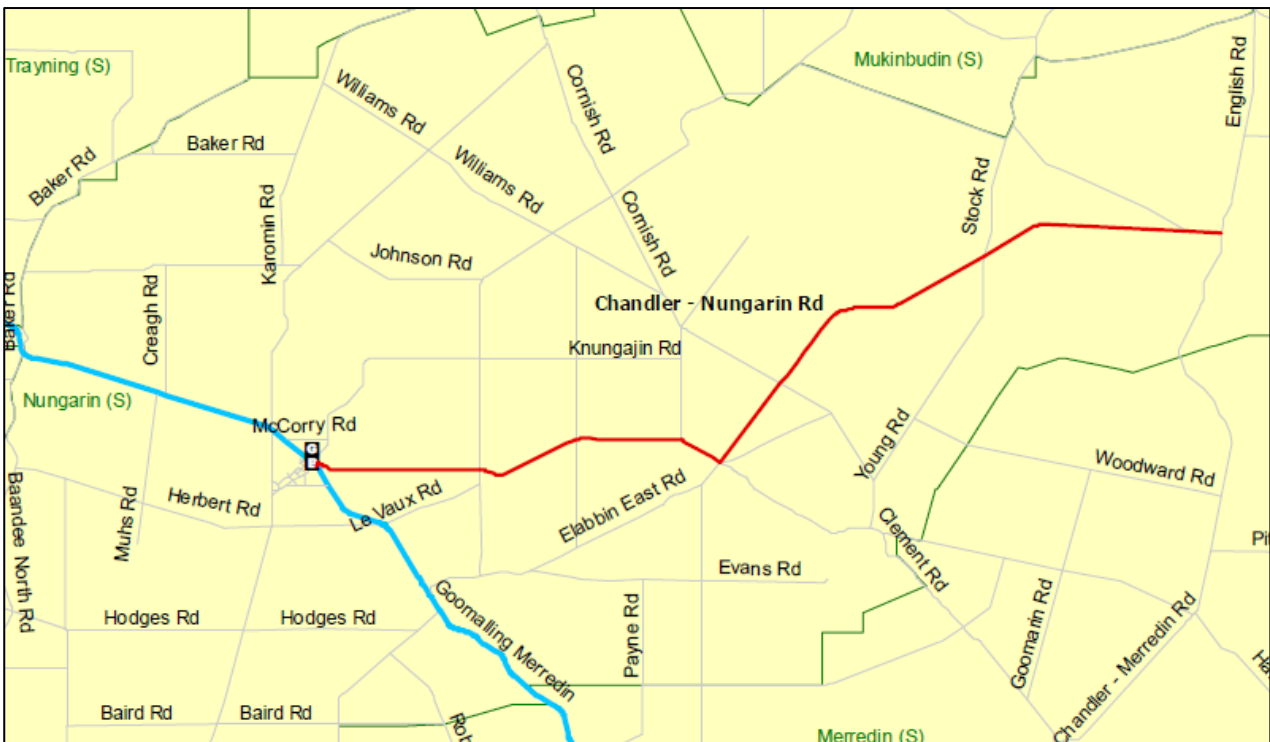 Trayning (S)
Mukinbudin (S)
English Rd
Williams Rd
Cornish Rd
Baker Rd
Baker Rd
Williams Rd
Stock Rd
Karomin Rd
Cornish Rd
Johnson Rd
Baker Rd
Creagh Rd
Chandler - Nungarin Rd
Knungajin Rd
Nungarin (S)
McCorry Rd
Young Rd
Woodward Rd
Baandee North Rd
Muhs Rd
Herbert Rd
Le Vaux Rd
Elabbin East Rd
Clement Rd
Evans Rd
Goomalling Merredin
Hodges Rd
Hodges Rd
Payne Rd
Goomarin Rd
Chandler - Merredin Rd
Baird Rd
Baird Rd
Merredin (S)